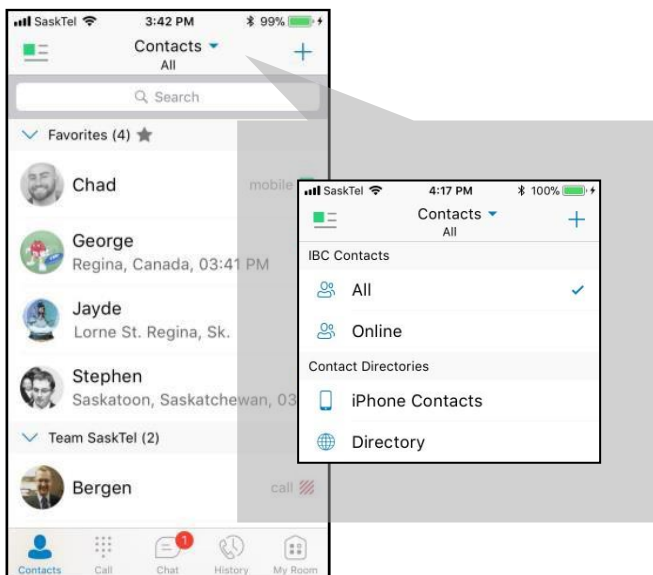 SaskTel 3:42 PM 99%
Contacts
All
Search
Favorites (4)
Chad mobile
George
Regina, Canada, 03:41 PM
Jayde
Lorne St. Regina, Sk.
Stephen
Saskatoon, Saskatchewan, 03
Team SaskTel (2)
Bergen call
1
Contacts Call Chat History My Room
SaskTel 4:17 PM 100%
Contacts
All
IBC Contacts
All
Online
Contact Directories
iPhone Contacts
Directory